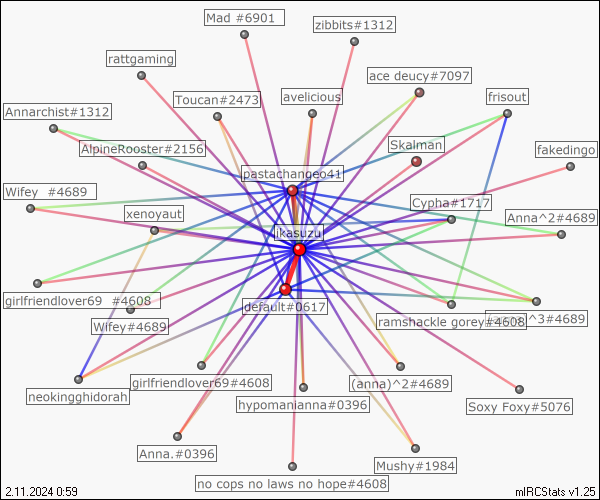 Mad #6901
zibbits#1312
rattgaming
ace deucy#7097
Toucan#2473
avelicious
frisout
Annarchist#1312
AlpineRooster#2156
Skalman
fakedingo
pastachangeo41
Wifey  #4689
xenoyaut
Cypha#1717
Anna^2#4689
jkasuzu
girlfriendlover69  #4608
default#0617
Wifey#4689
ramshackle gorey#4608
^3#4689
girlfriendlover69#4608
(anna)^2#4689
neokingghidorah
hypomanianna#0396
Soxy Foxy#5076
Anna.#0396
Mushy#1984
no cops no laws no hope#4608
2.11.2024 0:59
mIRCStats v1.25